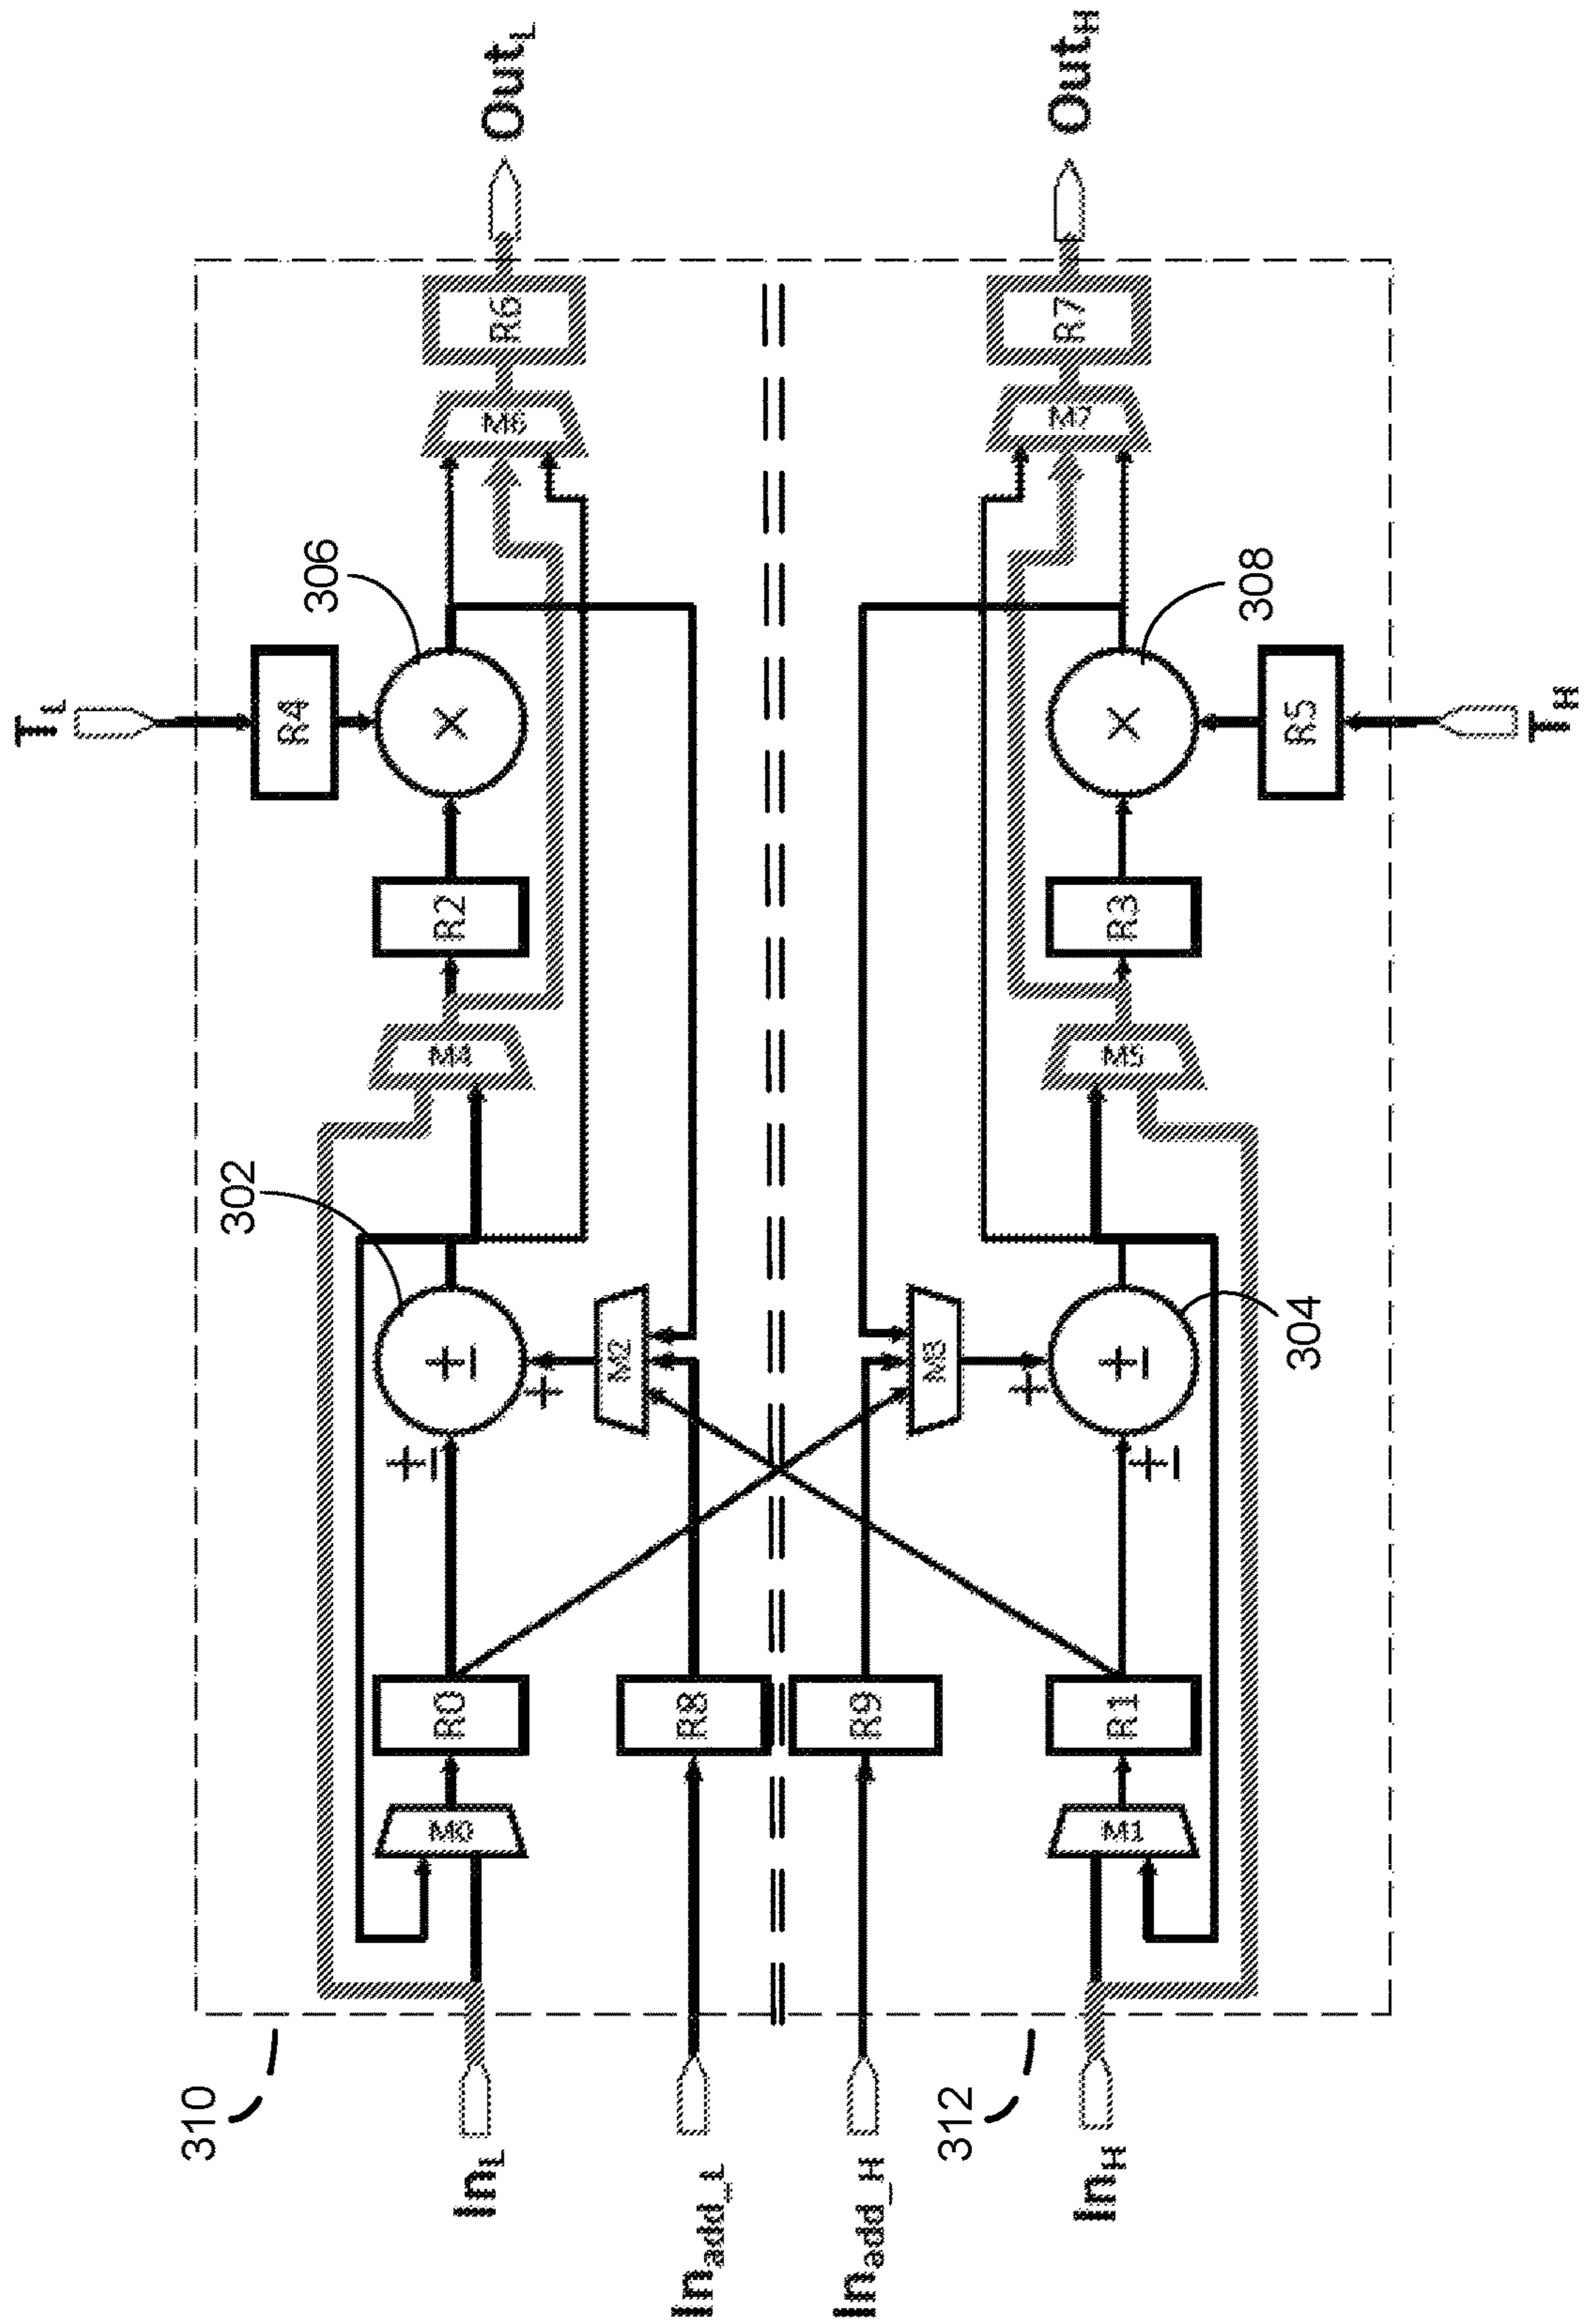 310
In_L
In_add_L
In_add_H
312
In_H
M0
R0
R8
R9
M1
R1
302
±
±
+
M2
M3
+
±
±
304
M4
R2
M5
R3
T_L
R4
×
306
×
308
R5
T_H
M6
R6
M7
R7
Out_L
Out_H